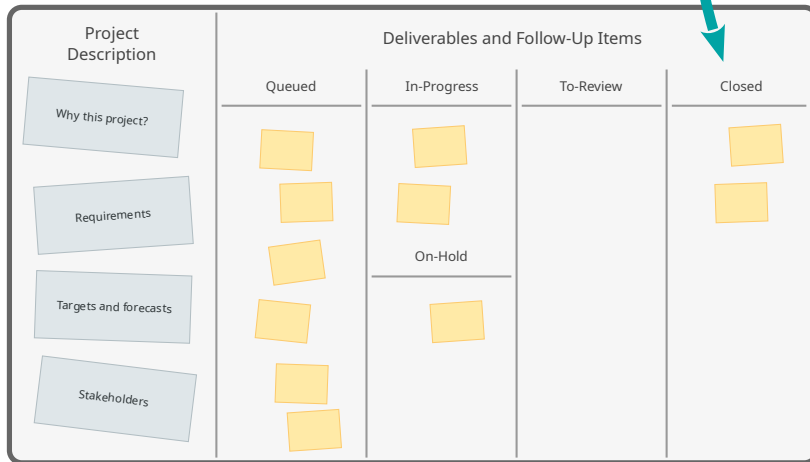 Project
Description
Deliverables and Follow-Up Items
Queued
In-Progress
To-Review
Closed
Why this project?
Requirements
On-Hold
Targets and forecasts
Stakeholders